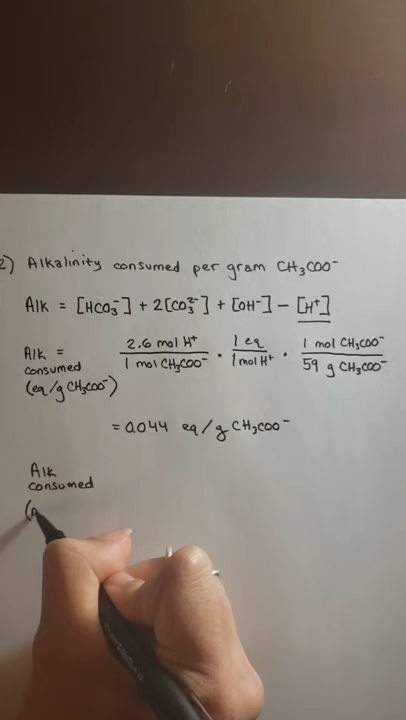 2) Alkalinity consumed per gram CH₃COO⁻
Alk = [HCO₃⁻] + 2[CO₃²⁻] + [OH⁻] − [H⁺]
Alk = consumed (eq/g CH₃COO⁻) 2.6 mol H⁺ / 1 mol CH₃COO⁻ · 1 eq / 1 mol H⁺ · 1 mol CH₃COO⁻ / 59 g CH₃COO⁻
= 0.044 eq/g CH₃COO⁻
Alk
consumed
(